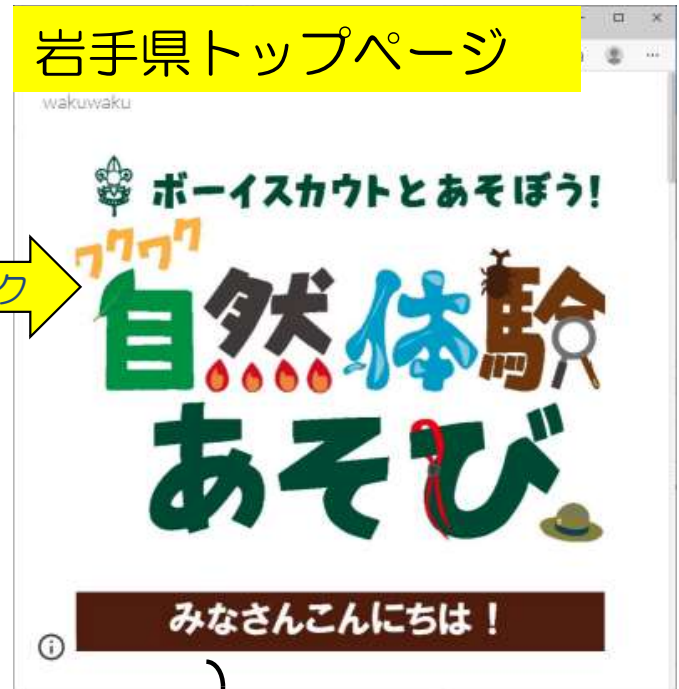 岩手県トップページ
wakuwaku
ボーイスカウトとあそぼう!
ワクワク
ク
自然体験
あそび
みなさんこんにちは！